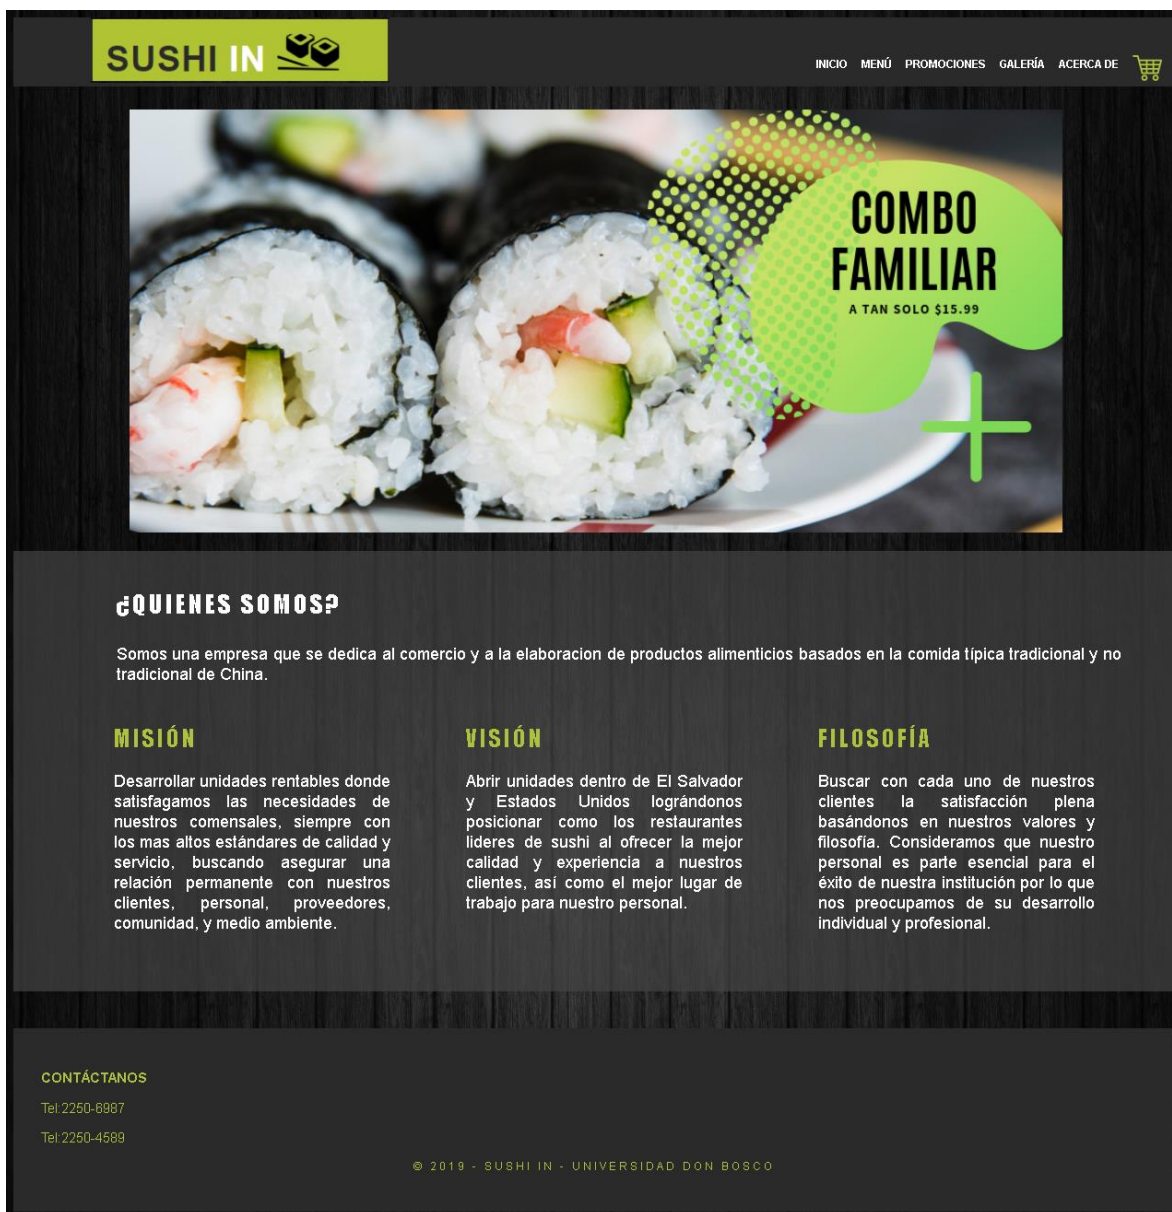 SUSHI IN
INICIO MENÚ PROMOCIONES GALERÍA ACERCA DE
COMBO
FAMILIAR
A TAN SOLO $15.99
¿QUIENES SOMOS?
Somos una empresa que se dedica al comercio y a la elaboracion de productos alimenticios basados en la comida típica tradicional y no
tradicional de China.
MISIÓN
Desarrollar unidades rentables donde
satisfagamos las necesidades de
nuestros comensales, siempre con
los mas altos estándares de calidad y
servicio, buscando asegurar una
relación permanente con nuestros
clientes, personal, proveedores,
comunidad, y medio ambiente.
VISIÓN
Abrir unidades dentro de El Salvador
y Estados Unidos lográndonos
posicionar como los restaurantes
lideres de sushi al ofrecer la mejor
calidad y experiencia a nuestros
clientes, así como el mejor lugar de
trabajo para nuestro personal.
FILOSOFÍA
Buscar con cada uno de nuestros
clientes la satisfacción plena
basándonos en nuestros valores y
filosofía. Consideramos que nuestro
personal es parte esencial para el
éxito de nuestra institución por lo que
nos preocupamos de su desarrollo
individual y profesional.
CONTÁCTANOS
Tel:2250-6987
Tel:2250-4589
© 2019 - SUSHI IN - UNIVERSIDAD DON BOSCO